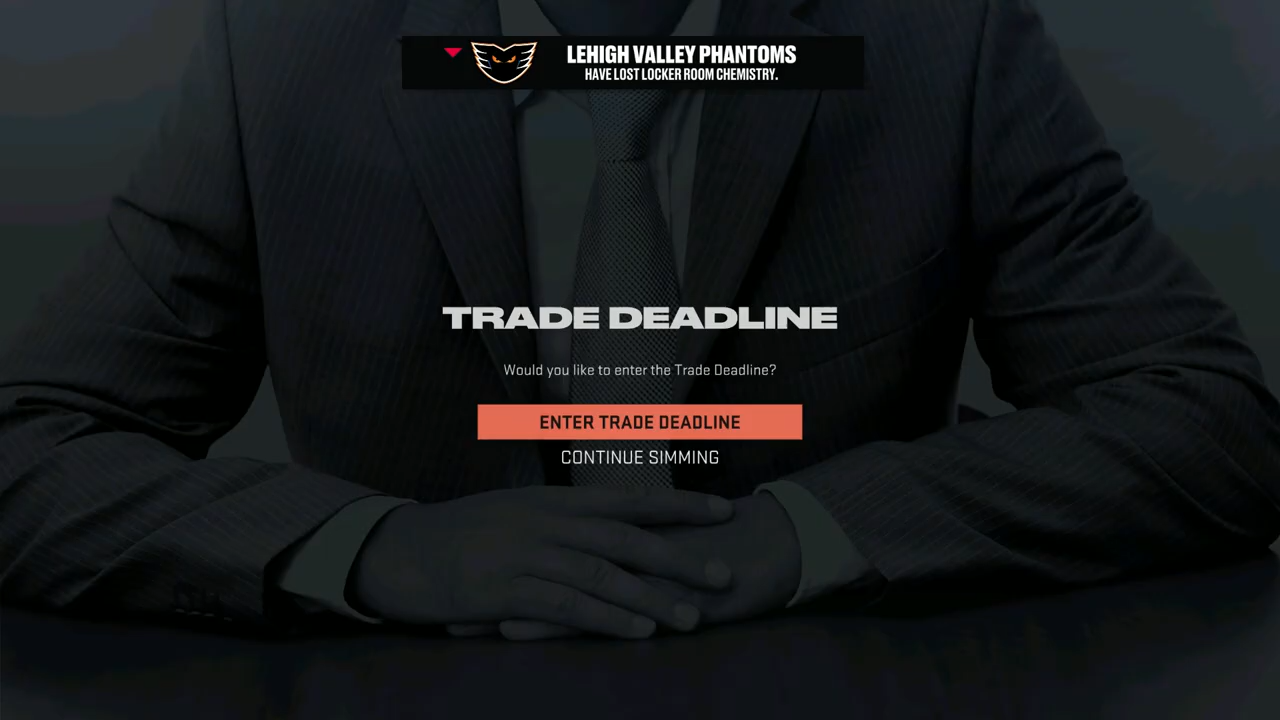 LEHIGH VALLEY PHANTOMS
HAVE LOST LOCKER ROOM CHEMISTRY.
TRADE DEADLINE
Would you like to enter the Trade Deadline?
ENTER TRADE DEADLINE
CONTINUE SIMMING